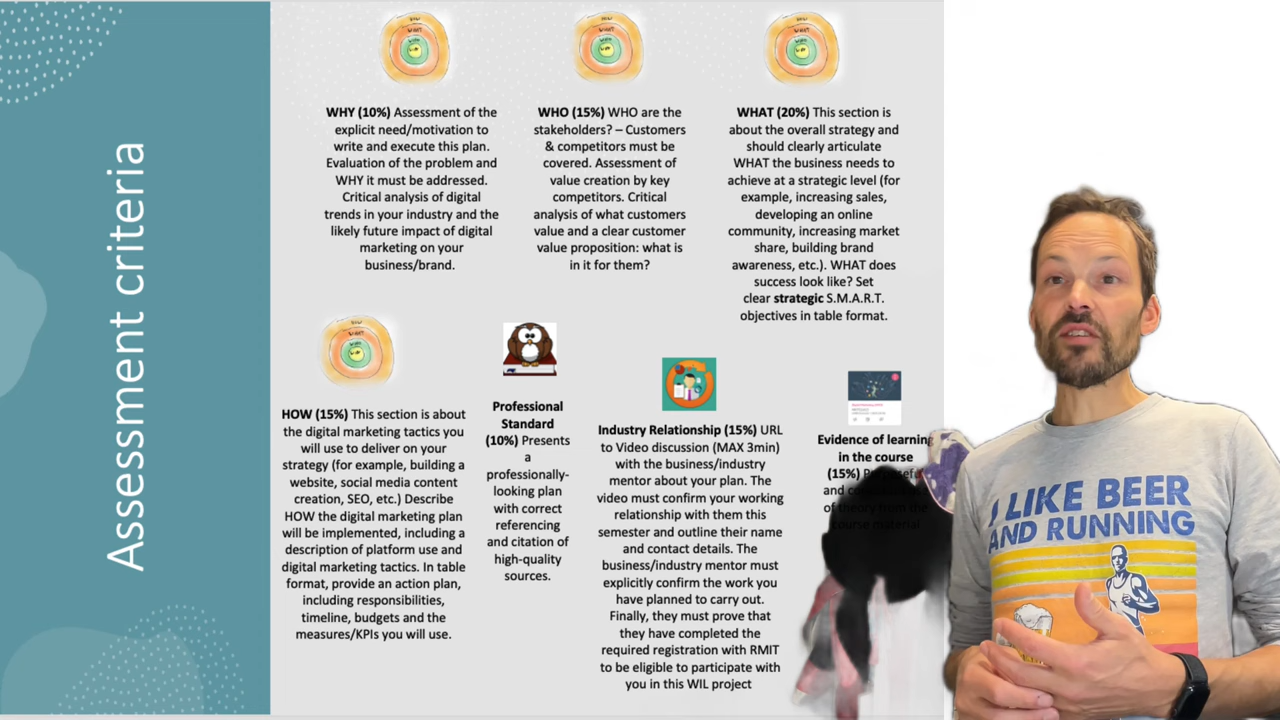 Assessment criteria
WHY (10%) Assessment of the
explicit need/motivation to
write and execute this plan.
Evaluation of the problem and
WHY it must be addressed.
Critical analysis of digital
trends in your industry and the
likely future impact of digital
marketing on your
business/brand.
WHO (15%) WHO are the
stakeholders? – Customers
& competitors must be
covered. Assessment of
value creation by key
competitors. Critical
analysis of what customers
value and a clear customer
value proposition: what is
in it for them?
WHAT (20%) This section is
about the overall strategy and
should clearly articulate
WHAT the business needs to
achieve at a strategic level (for
example, increasing sales,
developing an online
community, increasing market
share, building brand
awareness, etc.). WHAT does
success look like? Set
clear strategic S.M.A.R.T.
objectives in table format.
HOW (15%) This section is about
the digital marketing tactics you
will use to deliver on your
strategy (for example, building a
website, social media content
creation, SEO, etc.) Describe
HOW the digital marketing plan
will be implemented, including a
description of platform use and
digital marketing tactics. In table
format, provide an action plan,
including responsibilities,
timeline, budgets and the
measures/KPIs you will use.
Professional
Standard
(10%) Presents
a
professionally-
looking plan
with correct
referencing
and citation of
high-quality
sources.
Industry Relationship (15%) URL
to Video discussion (MAX 3min)
with the business/industry
mentor about your plan. The
video must confirm your working
relationship with them this
semester and outline their name
and contact details. The
business/industry mentor must
explicitly confirm the work you
have planned to carry out.
Finally, they must prove that
they have completed the
required registration with RMIT
to be eligible to participate with
you in this WIL project
Evidence of learning
in the course
(15%)
and
of theory from the
course material
I LIKE BEER
AND RUNNING